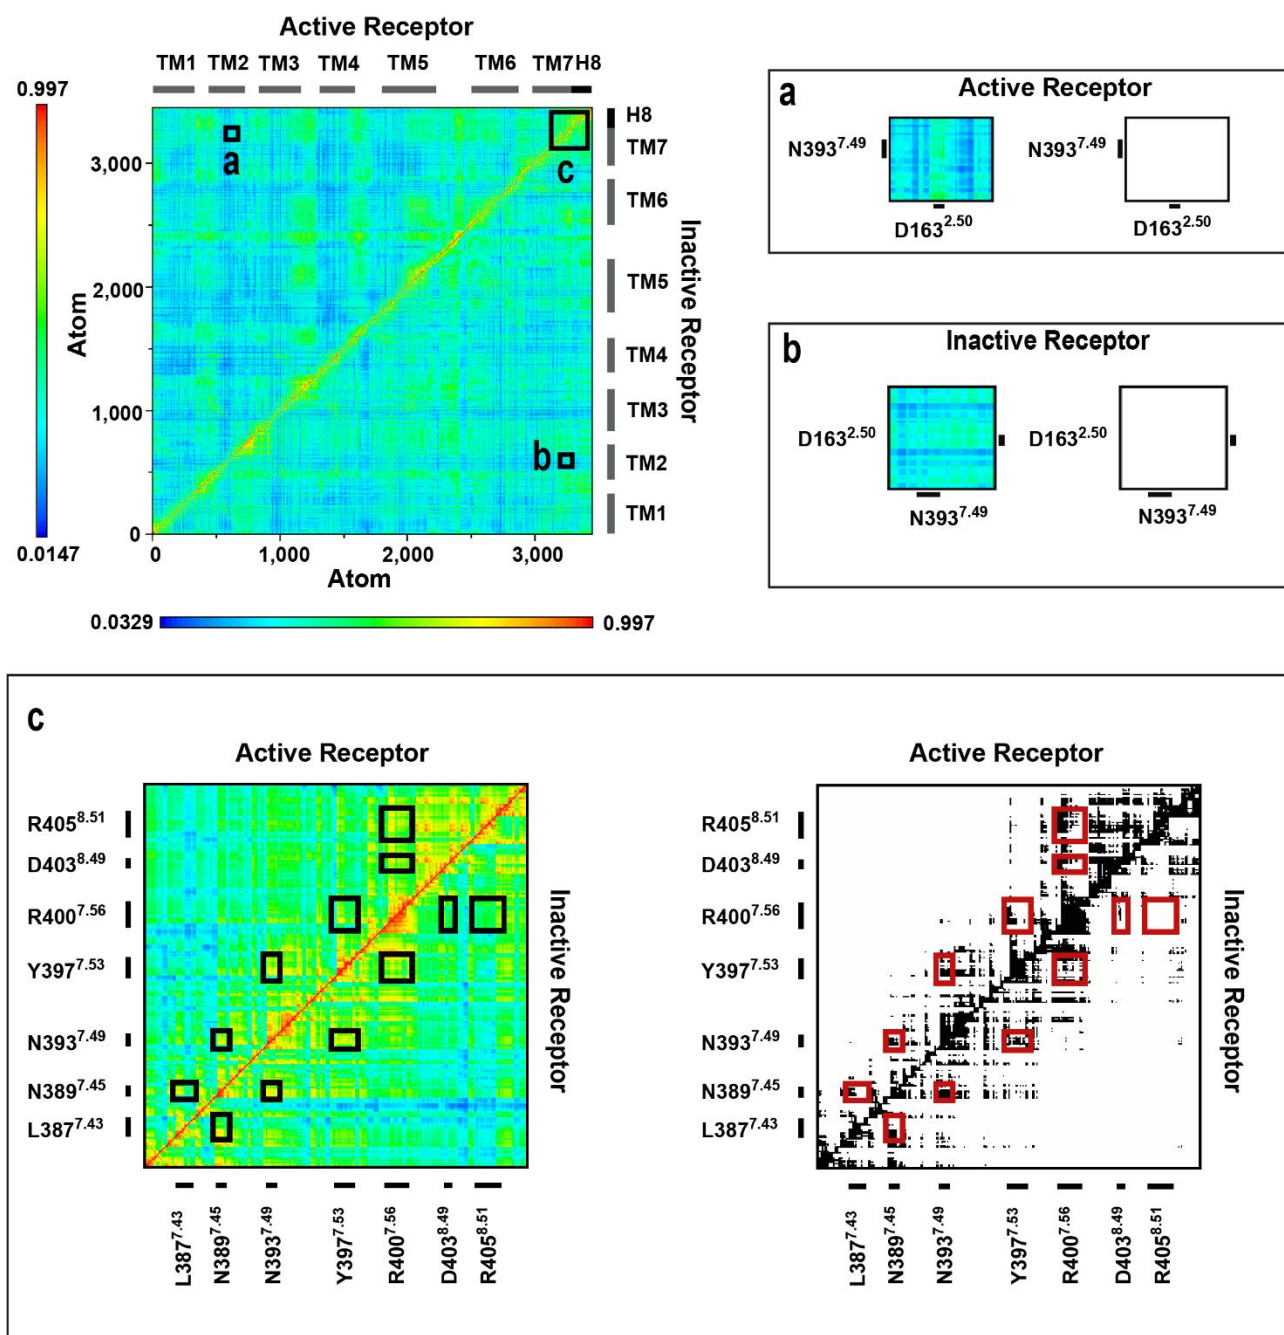 Active Receptor
TM1 TM2 TM3 TM4 TM5 TM6 TM7 H8
0.997
0.0147
Atom
3,000
2,000
1,000
0
a
b
c
H8
TM7
TM6
TM5
TM4
TM3
TM2
TM1
Inactive Receptor
0 1,000 2,000 3,000
Atom
0.0329 0.997
a
Active Receptor
N393^7.49 N393^7.49
D163^2.50 D163^2.50
b
Inactive Receptor
D163^2.50 D163^2.50
N393^7.49 N393^7.49
c
Active Receptor
R405^8.51
D403^8.49
R400^7.56
Y397^7.53
N393^7.49
N389^7.45
L387^7.43
Inactive Receptor
L387^7.43
N389^7.45
N393^7.49
Y397^7.53
R400^7.56
D403^8.49
R405^8.51
Active Receptor
R405^8.51
D403^8.49
R400^7.56
Y397^7.53
N393^7.49
N389^7.45
L387^7.43
Inactive Receptor
L387^7.43
N389^7.45
N393^7.49
Y397^7.53
R400^7.56
D403^8.49
R405^8.51